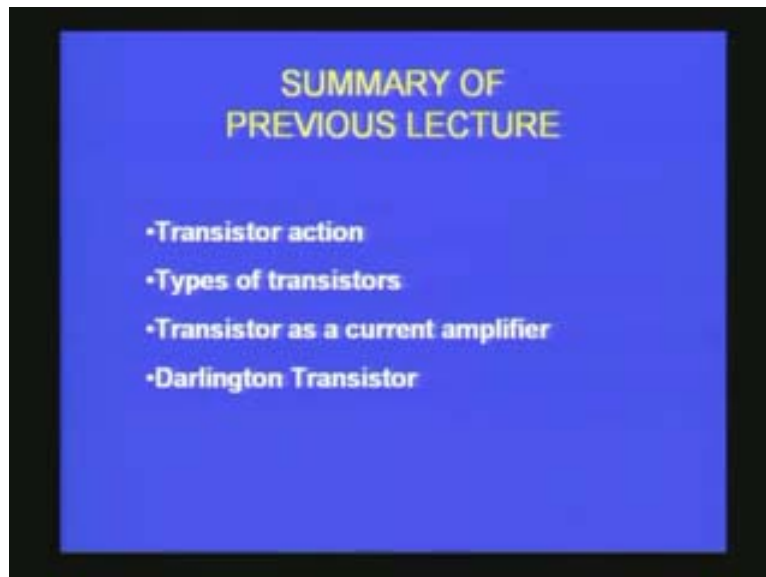 SUMMARY OF
PREVIOUS LECTURE
•Transistor action
•Types of transistors
•Transistor as a current amplifier
•Darlington Transistor